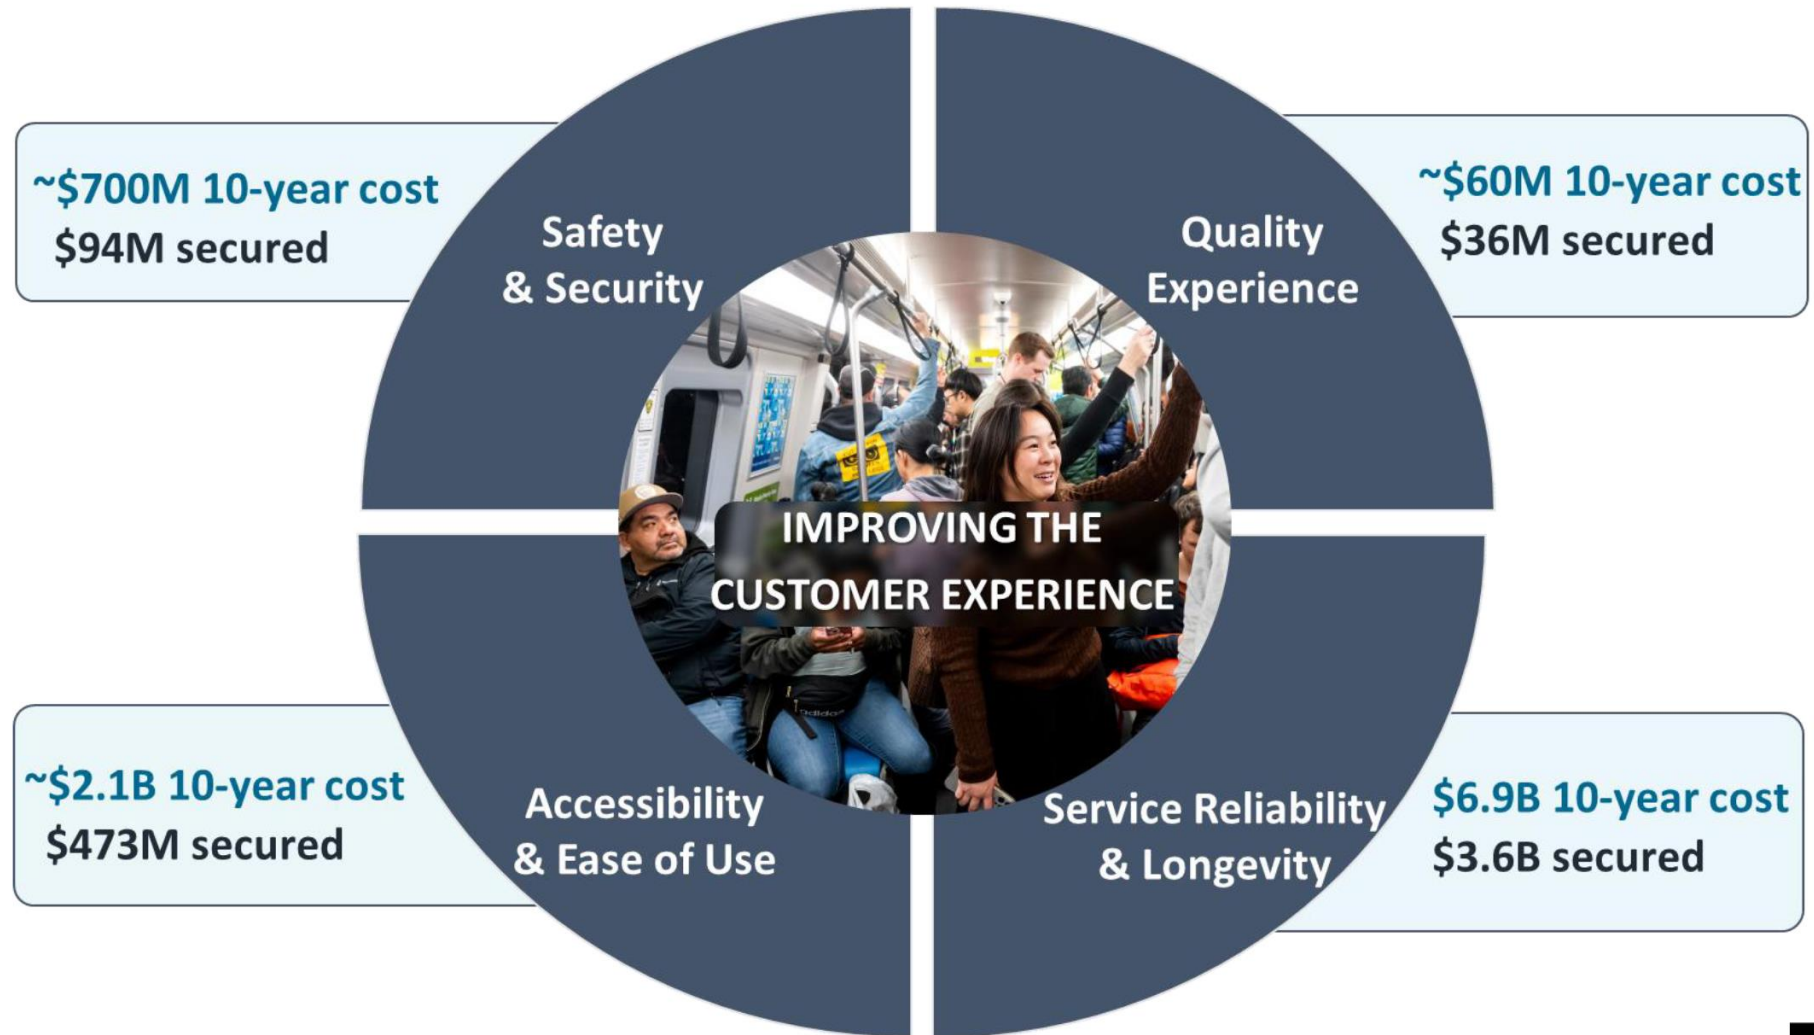 ~$700M 10-year cost
$94M secured
Safety
& Security
Quality
Experience
~$60M 10-year cost
$36M secured
IMPROVING THE
CUSTOMER EXPERIENCE
adidas
~$2.1B 10-year cost
$473M secured
Accessibility
& Ease of Use
Service Reliability
& Longevity
$6.9B 10-year cost
$3.6B secured